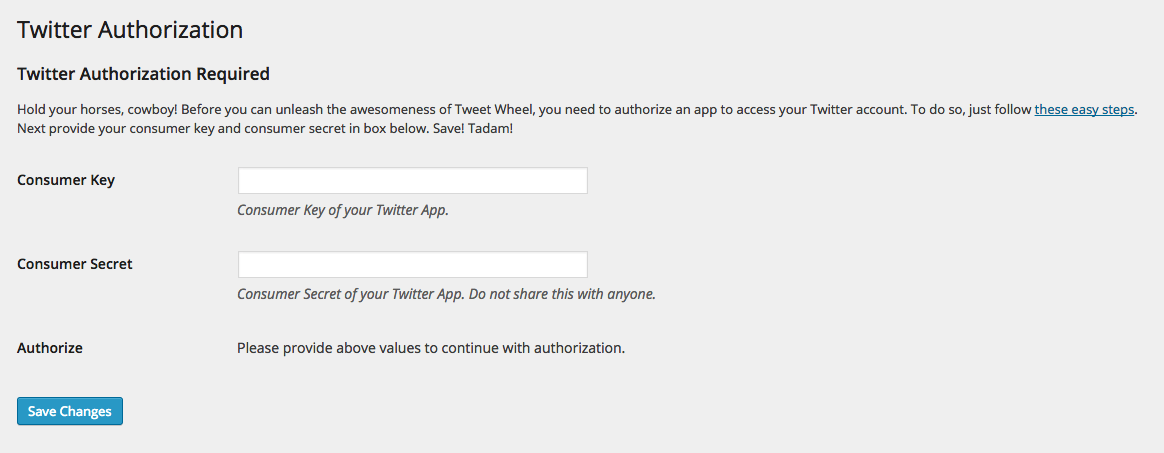 Twitter Authorization
Twitter Authorization Required
Hold your horses, cowboy! Before you can unleash the awesomeness of Tweet Wheel, you need to authorize an app to access your Twitter account. To do so, just follow these easy steps.
Next provide your consumer key and consumer secret in box below. Save! Tadam!
Consumer Key
Consumer Key of your Twitter App.
Consumer Secret
Consumer Secret of your Twitter App. Do not share this with anyone.
Authorize Please provide above values to continue with authorization.
Save Changes